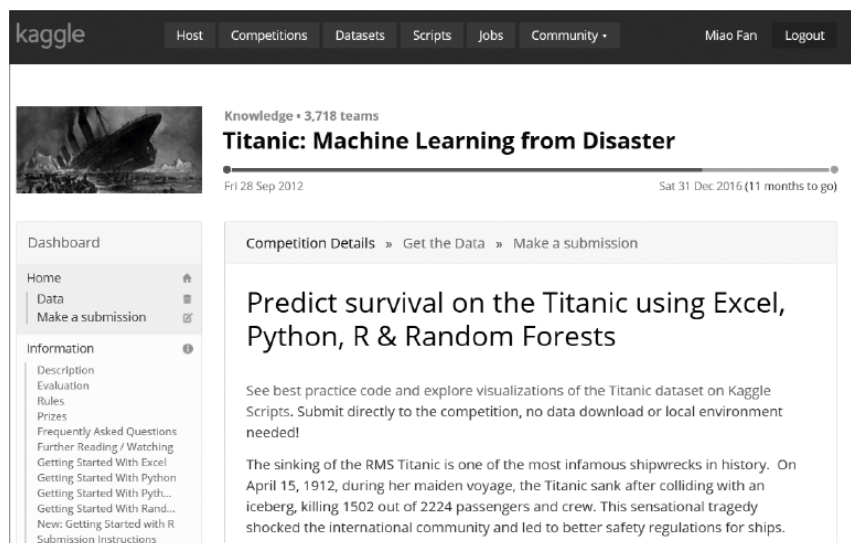 kaggle
Host Competitions Datasets Scripts Jobs Community Miao Fan Logout
Knowledge • 3,718 teams
Titanic: Machine Learning from Disaster
Fri 28 Sep 2012 Sat 31 Dec 2016 (11 months to go)
Dashboard
Home
Data
Make a submission
Information
Description
Evaluation
Rules
Prizes
Frequently Asked Questions
Further Reading / Watching
Getting Started With Excel
Getting Started With Python
Getting Started With Pyth...
Getting Started With Rand...
New: Getting Started with R
Submission Instructions
Competition Details » Get the Data » Make a submission
Predict survival on the Titanic using Excel,
Python, R & Random Forests
See best practice code and explore visualizations of the Titanic dataset on Kaggle
Scripts. Submit directly to the competition, no data download or local environment
needed!
The sinking of the RMS Titanic is one of the most infamous shipwrecks in history. On
April 15, 1912, during her maiden voyage, the Titanic sank after colliding with an
iceberg, killing 1502 out of 2224 passengers and crew. This sensational tragedy
shocked the international community and led to better safety regulations for ships.